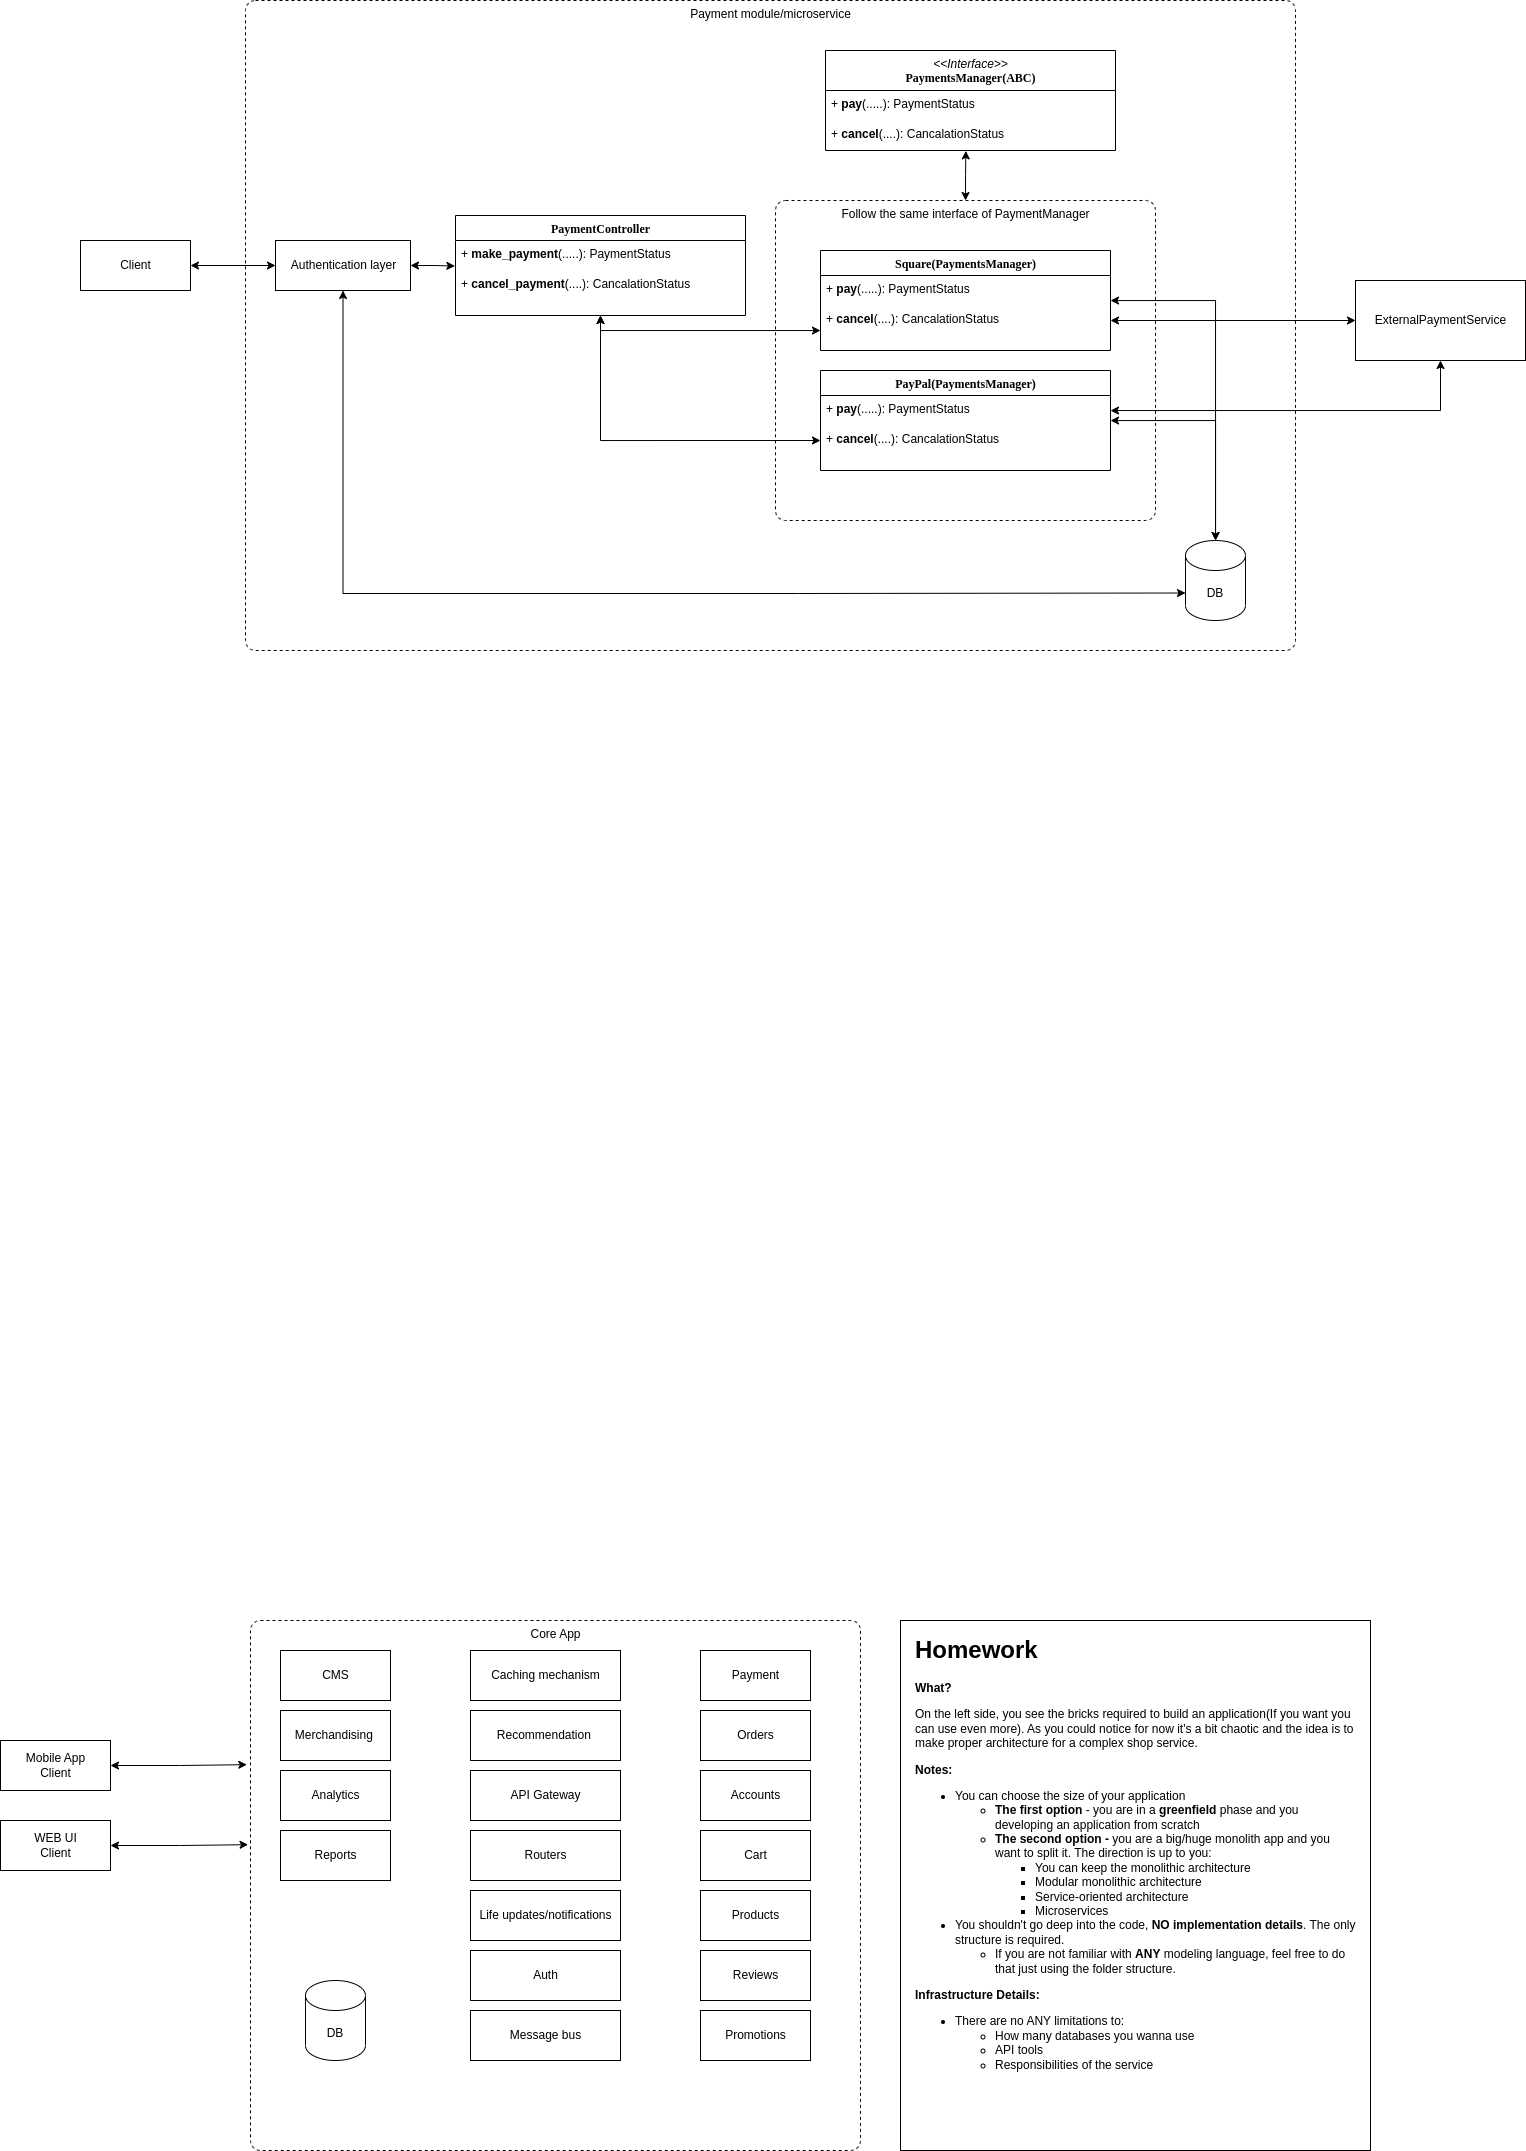 Payment module/microservice
<<Interface>>
PaymentsManager(ABC)
+ pay(.....): PaymentStatus
+ cancel(....): CancalationStatus
Follow the same interface of PaymentManager
PaymentController
+ make_payment(.....): PaymentStatus
+ cancel_payment(....): CancalationStatus
Client
Authentication layer
Square(PaymentsManager)
+ pay(.....): PaymentStatus
+ cancel(....): CancalationStatus
ExternalPaymentService
PayPal(PaymentsManager)
+ pay(.....): PaymentStatus
+ cancel(....): CancalationStatus
DB
Mobile App
Client
WEB UI
Client
Core App
CMS
Merchandising
Analytics
Reports
DB
Caching mechanism
Recommendation
API Gateway
Routers
Life updates/notifications
Auth
Message bus
Payment
Orders
Accounts
Cart
Products
Reviews
Promotions
Homework
What?
On the left side, you see the bricks required to build an application(If you want you
can use even more). As you could notice for now it's a bit chaotic and the idea is to
make proper architecture for a complex shop service.
Notes:
You can choose the size of your application
The first option - you are in a greenfield phase and you
developing an application from scratch
The second option - you are a big/huge monolith app and you
want to split it. The direction is up to you:
You can keep the monolithic architecture
Modular monolithic architecture
Service-oriented architecture
Microservices
You shouldn't go deep into the code, NO implementation details. The only
structure is required.
If you are not familiar with ANY modeling language, feel free to do
that just using the folder structure.
Infrastructure Details:
There are no ANY limitations to:
How many databases you wanna use
API tools
Responsibilities of the service